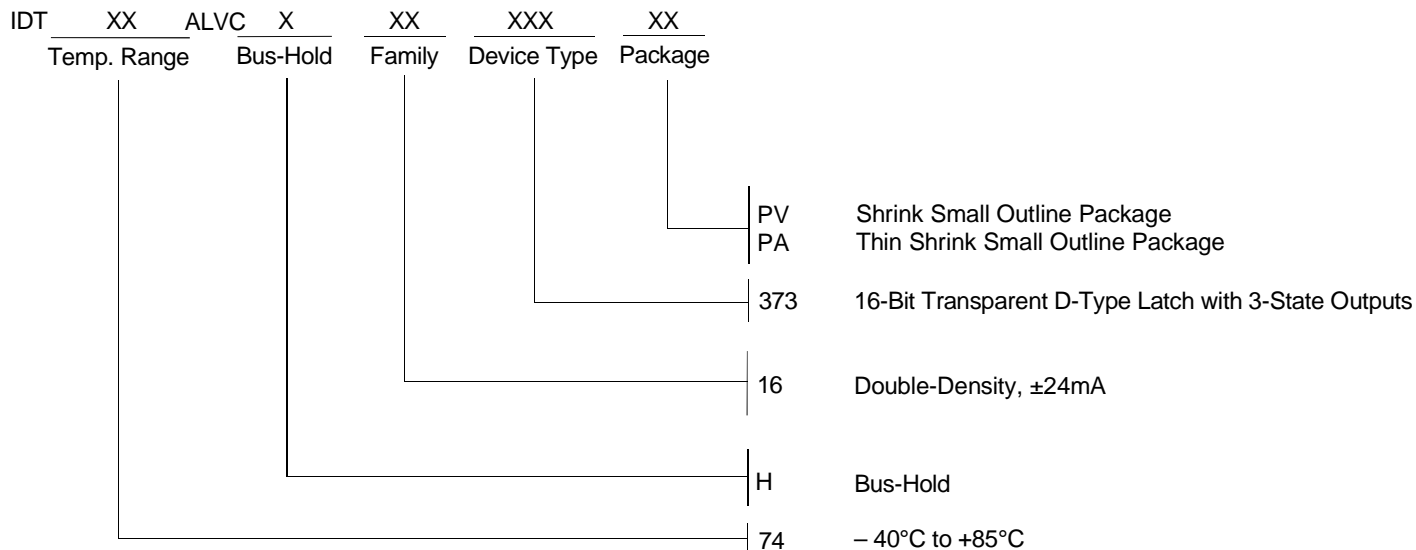 IDT XX ALVC X XX XXX XX
Temp. Range Bus-Hold Family Device Type Package
PV Shrink Small Outline Package
PA Thin Shrink Small Outline Package
373 16-Bit Transparent D-Type Latch with 3-State Outputs
16 Double-Density, ±24mA
H Bus-Hold
74 – 40°C to +85°C